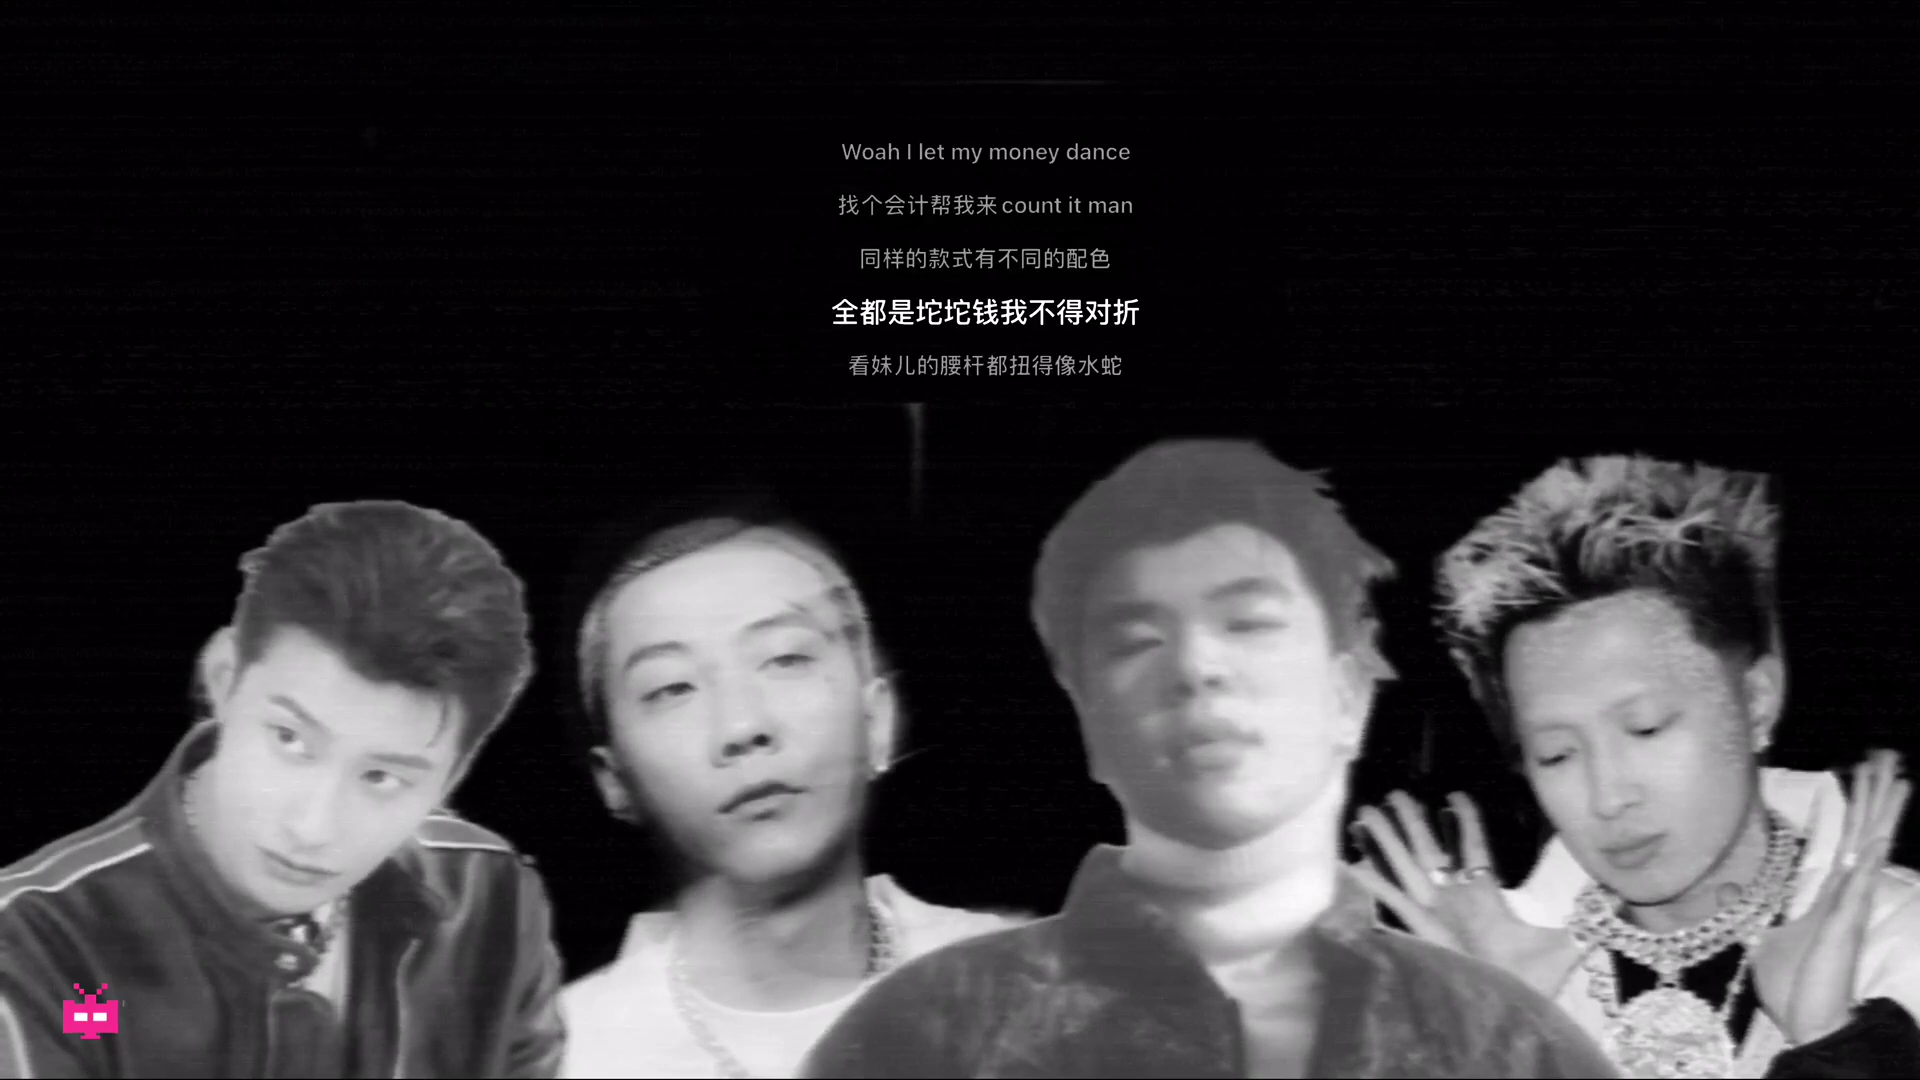 Woah I let my money dance
找个会计帮我来count it man
同样的款式有不同的配色
全都是坨坨钱我不得对折
看妹儿的腰杆都扭得像水蛇